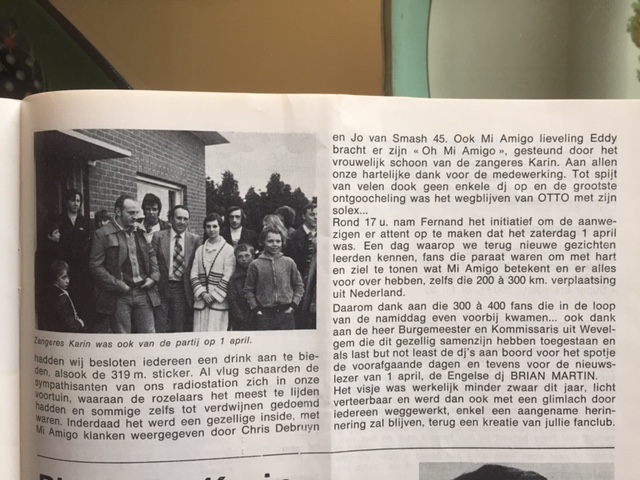 Zangeres Karin was ook van de partij op 1 april.
hadden wij besloten iedereen een drink aan te bie-
den, alsook de 319 m. sticker. Al vlug schaarden de
sympathisanten van ons radiostation zich in onze
voortuin, waaraan de rozelaars het meest te lijden
hadden en sommige zelfs tot verdwijnen gedoemd
waren. Inderdaad het werd een gezellige inside, met
Mi Amigo klanken weergegeven door Chris Debruyn
en Jo van Smash 45. Ook Mi Amigo lieveling Eddy
bracht er zijn « Oh Mi Amigo », gesteund door het
vrouwelijk schoon van de zangeres Karin. Aan allen
onze hartelijke dank voor de medewerking. Tot spijt
van velen dook geen enkele dj op en de grootste
ontgoocheling was het wegblijven van OTTO met zijn
solex...
Rond 17 u. nam Fernand het initiatief om de aanwe-
zigen er attent op te maken dat het zaterdag 1 april
was. Een dag waarop we terug nieuwe gezichten
leerden kennen, fans die paraat waren om met hart
en ziel te tonen wat Mi Amigo betekent en er alles
voor over hebben, zelfs die 200 à 300 km. verplaatsing
uit Nederland.
Daarom dank aan die 300 à 400 fans die in de loop
van de namiddag even voorbij kwamen... ook dank
aan de heer Burgemeester en Kommissaris uit Wevel-
gem die dit gezellig samenzijn hebben toegestaan en
als last but not least de dj's aan boord voor het spotje
de voorafgaande dagen en tevens voor de nieuws-
lezer van 1 april, de Engelse dj BRIAN MARTIN.
Het visje was werkelijk minder zwaar dit jaar, licht
verteerbaar en werd dan ook met een glimlach door
iedereen weggewerkt, enkel een aangename herin-
nering zal blijven, terug een kreatie van jullie fanclub.